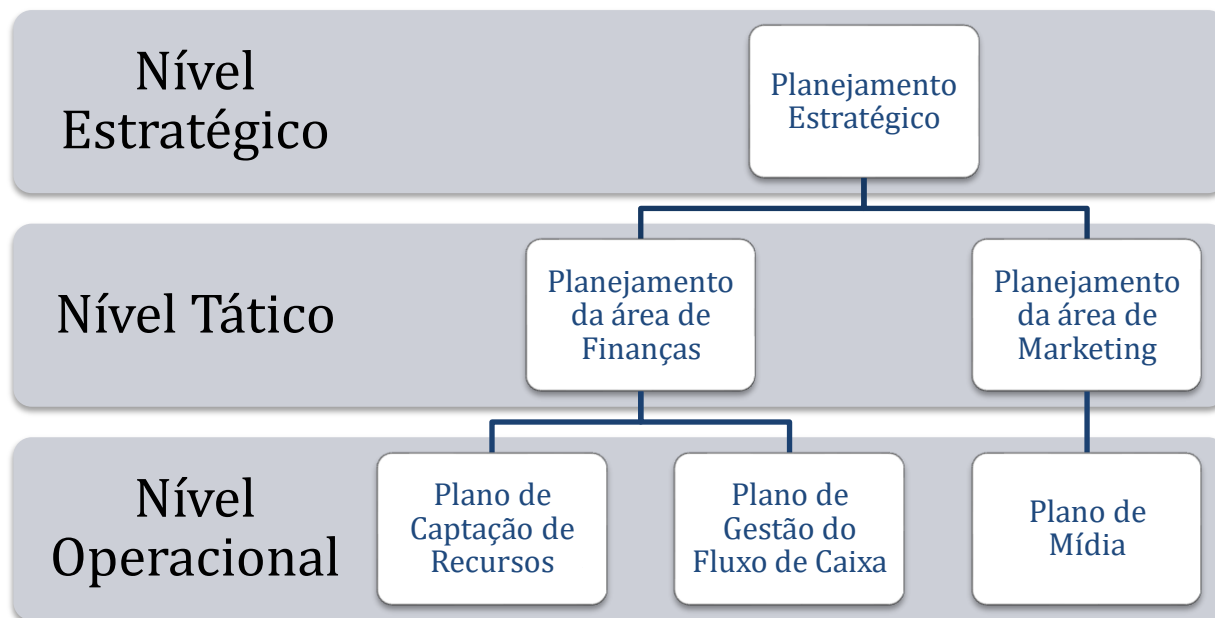 Nível
Estratégico
Planejamento
Estratégico
Nível Tático
Planejamento
da área de
Finanças
Planejamento
da área de
Marketing
Nível
Operacional
Plano de
Captação de
Recursos
Plano de
Gestão do
Fluxo de Caixa
Plano de
Mídia